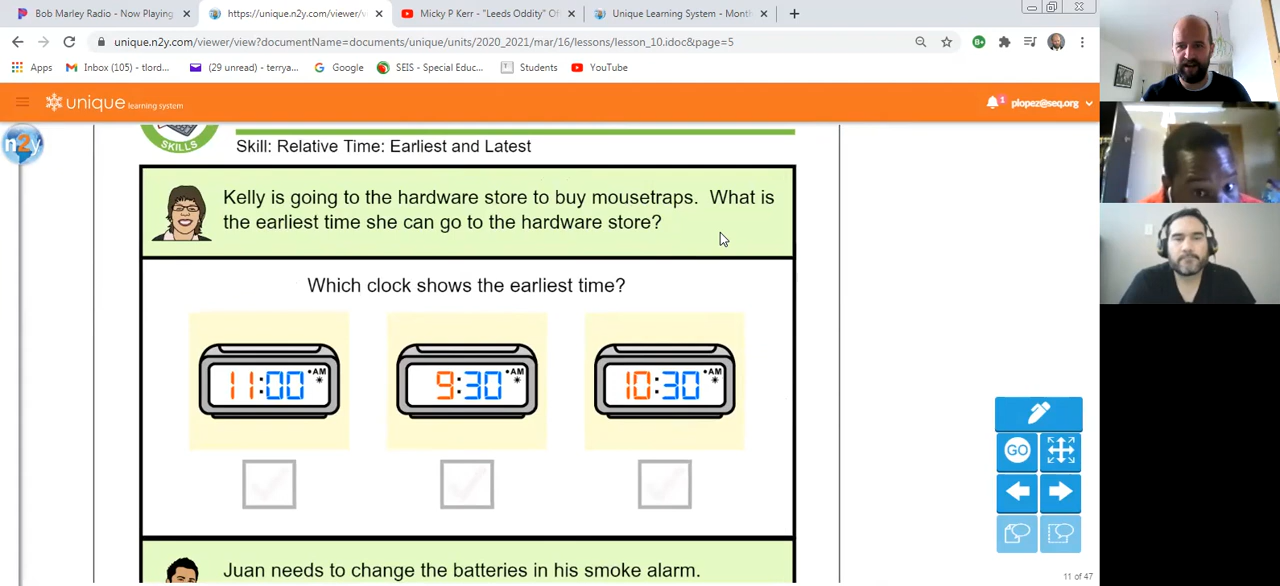 Bob Marley Radio - Now Playing
https://unique.n2y.com/viewer/v
Micky P Kerr - "Leeds Oddity" Of
Unique Learning System - Month
unique.n2y.com/viewer/view?documentName=documents/unique/units/2020_2021/mar/16/lessons/lesson_10.idoc&page=5
Apps
Inbox (105) - tlord...
(29 unread) - terrya...
Google
SEIS - Special Educ...
Students
YouTube
unique learning system
1
plopez@seq.org
n2y
SKILLS
Skill: Relative Time: Earliest and Latest
Kelly is going to the hardware store to buy mousetraps. What is
the earliest time she can go to the hardware store?
Which clock shows the earliest time?
11:00 AM
9:30 AM
10:30 AM
GO
Juan needs to change the batteries in his smoke alarm.
11 of 47